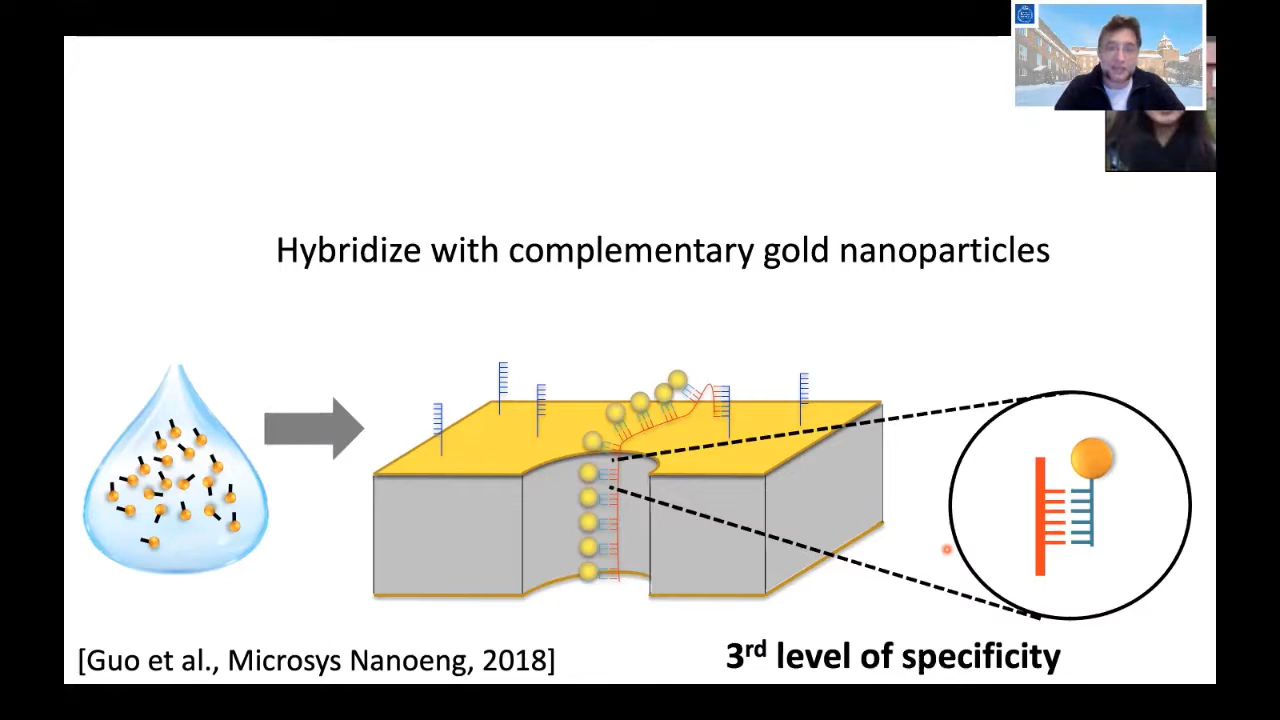 Hybridize with complementary gold nanoparticles
[Guo et al., Microsys Nanoeng, 2018]
3rd level of specificity